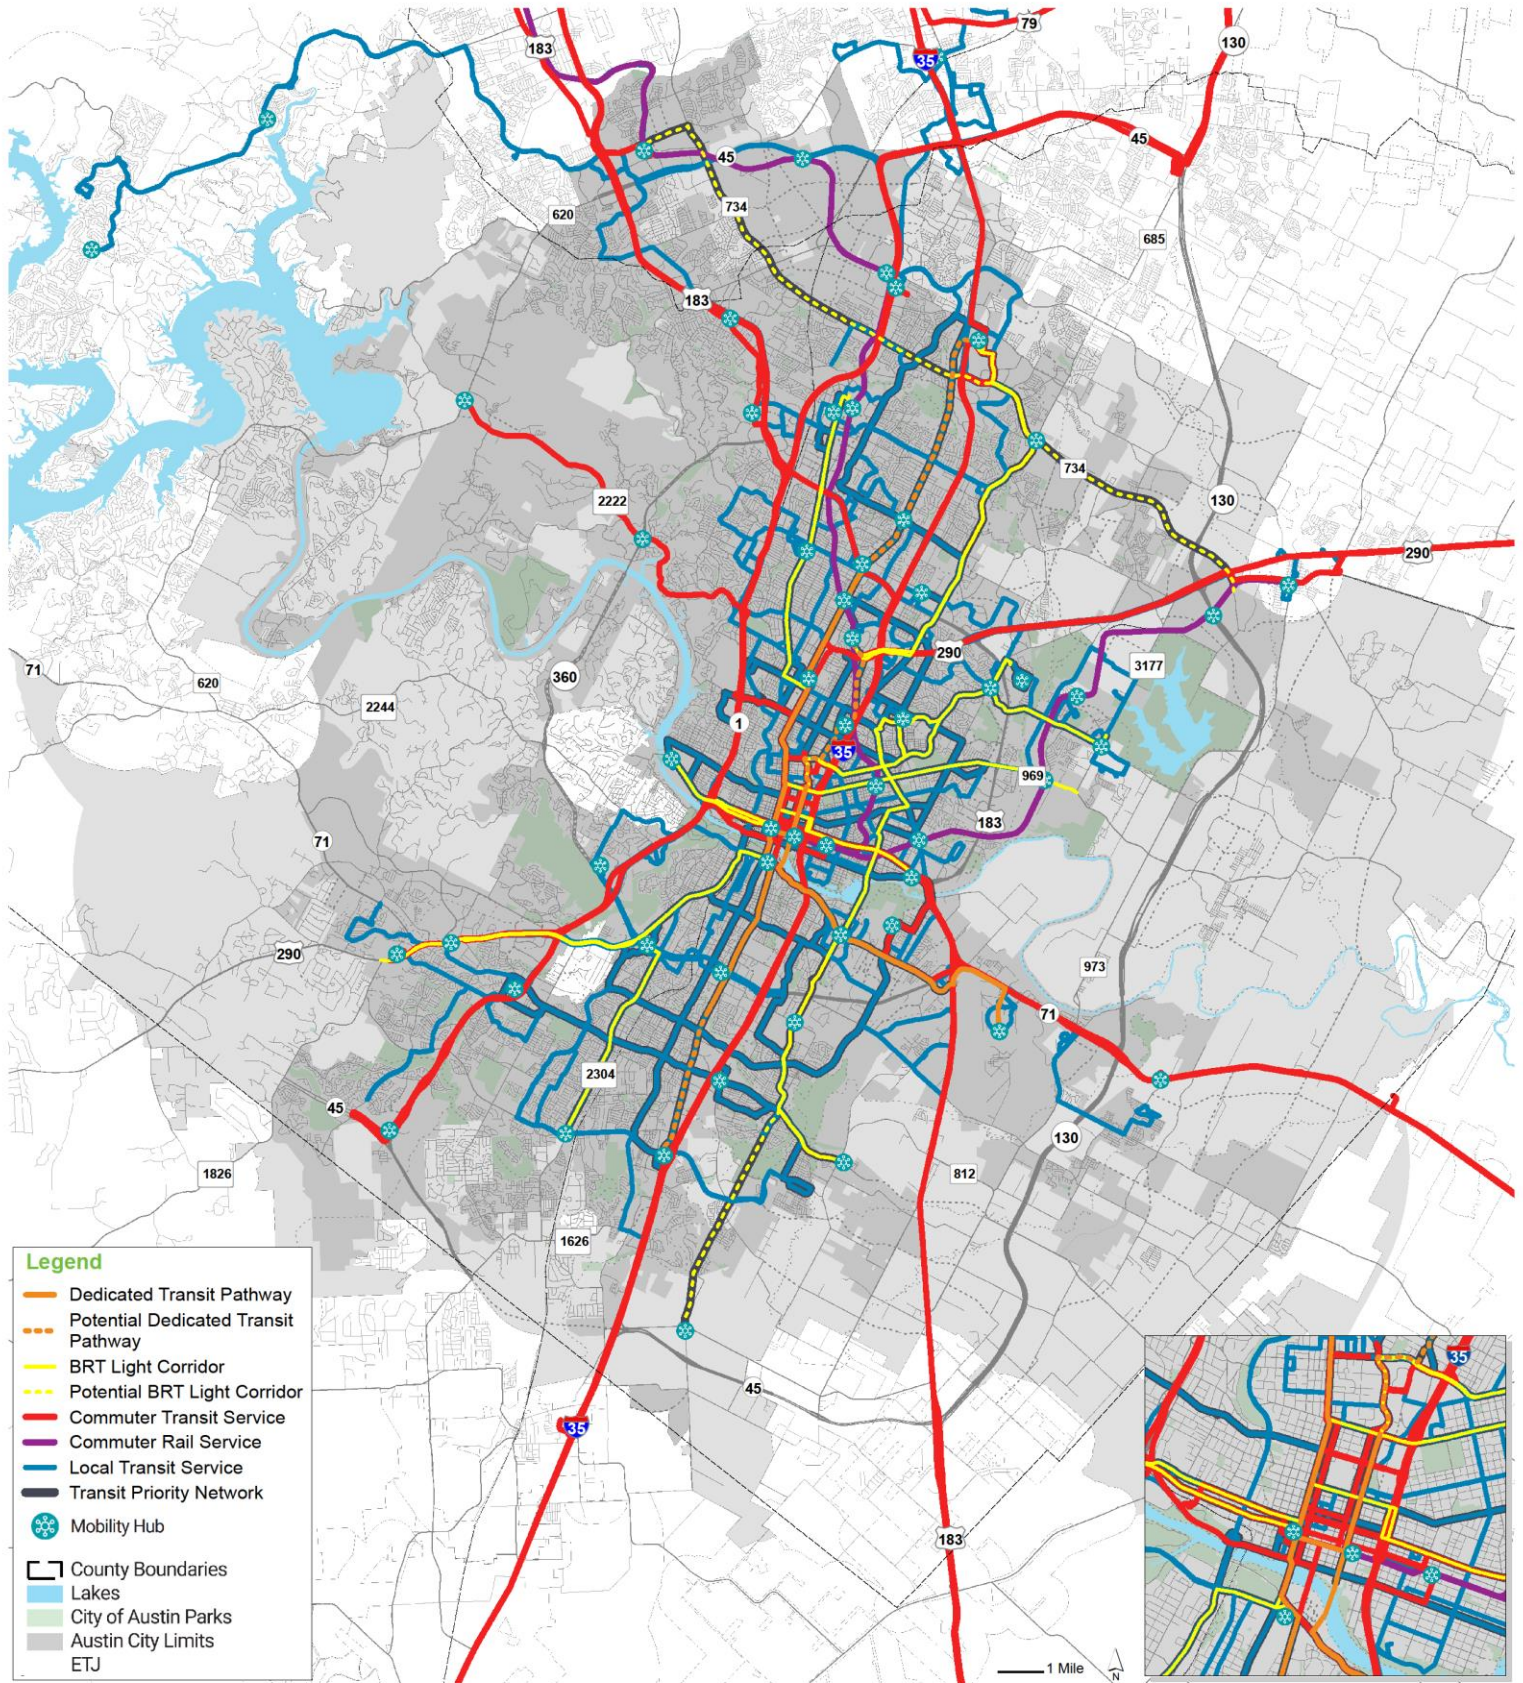 79
183
130
35
45
45
734
620
685
183
2222
734
130
290
290
71
620
360
2244
3177
1
35
969
183
71
290
973
71
2304
45
130
1826
812
1626
45
35
183
Legend
Dedicated Transit Pathway
Potential Dedicated Transit
Pathway
BRT Light Corridor
Potential BRT Light Corridor
Commuter Transit Service
Commuter Rail Service
Local Transit Service
Transit Priority Network
Mobility Hub
County Boundaries
Lakes
City of Austin Parks
Austin City Limits
ETJ
35
1 Mile
N